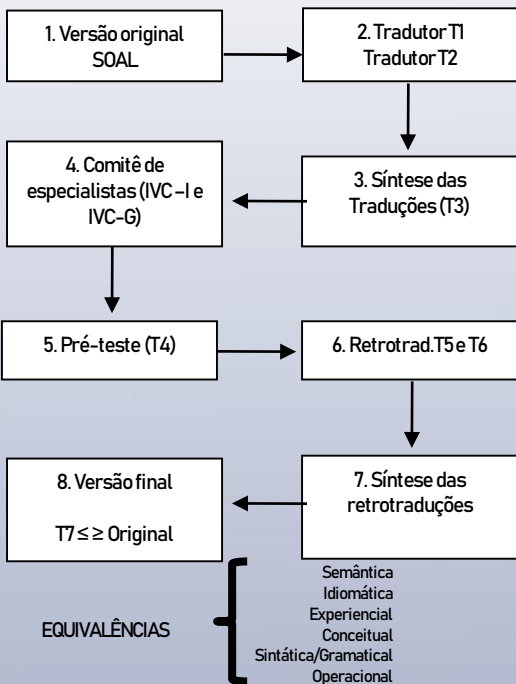 1. Versão original
SOAL
2. Tradutor T1
Tradutor T2
3. Síntese das
Traduções (T3)
4. Comitê de
especialistas (IVC –I e
IVC-G)
5. Pré-teste (T4)
6. Retrotrad.T5 e T6
7. Síntese das
retrotraduções
8. Versão final
T7 ≤ ≥ Original
EQUIVALÊNCIAS
Semântica
Idiomática
Experiencial
Conceitual
Sintática/Gramatical
Operacional